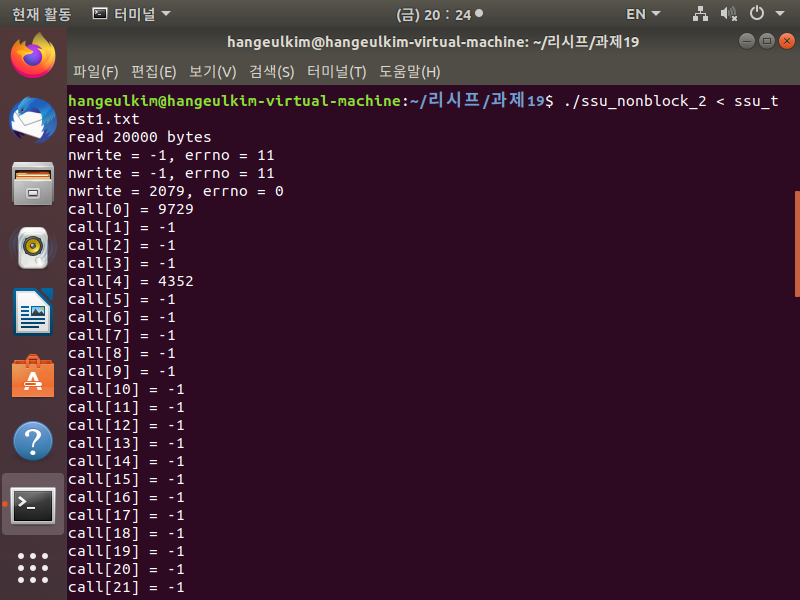 현재 활동 터미널 (금) 20 : 24 EN
hangeulkim@hangeulkim-virtual-machine: ~/리시프/과제19
파일(F) 편집(E) 보기(V) 검색(S) 터미널(T) 도움말(H)
hangeulkim@hangeulkim-virtual-machine:~/리시프/과제19$ ./ssu_nonblock_2 < ssu_t
est1.txt
read 20000 bytes
nwrite = -1, errno = 11
nwrite = -1, errno = 11
nwrite = 2079, errno = 0
call[0] = 9729
call[1] = -1
call[2] = -1
call[3] = -1
call[4] = 4352
call[5] = -1
call[6] = -1
call[7] = -1
call[8] = -1
call[9] = -1
call[10] = -1
call[11] = -1
call[12] = -1
call[13] = -1
call[14] = -1
call[15] = -1
call[16] = -1
call[17] = -1
call[18] = -1
call[19] = -1
call[20] = -1
call[21] = -1